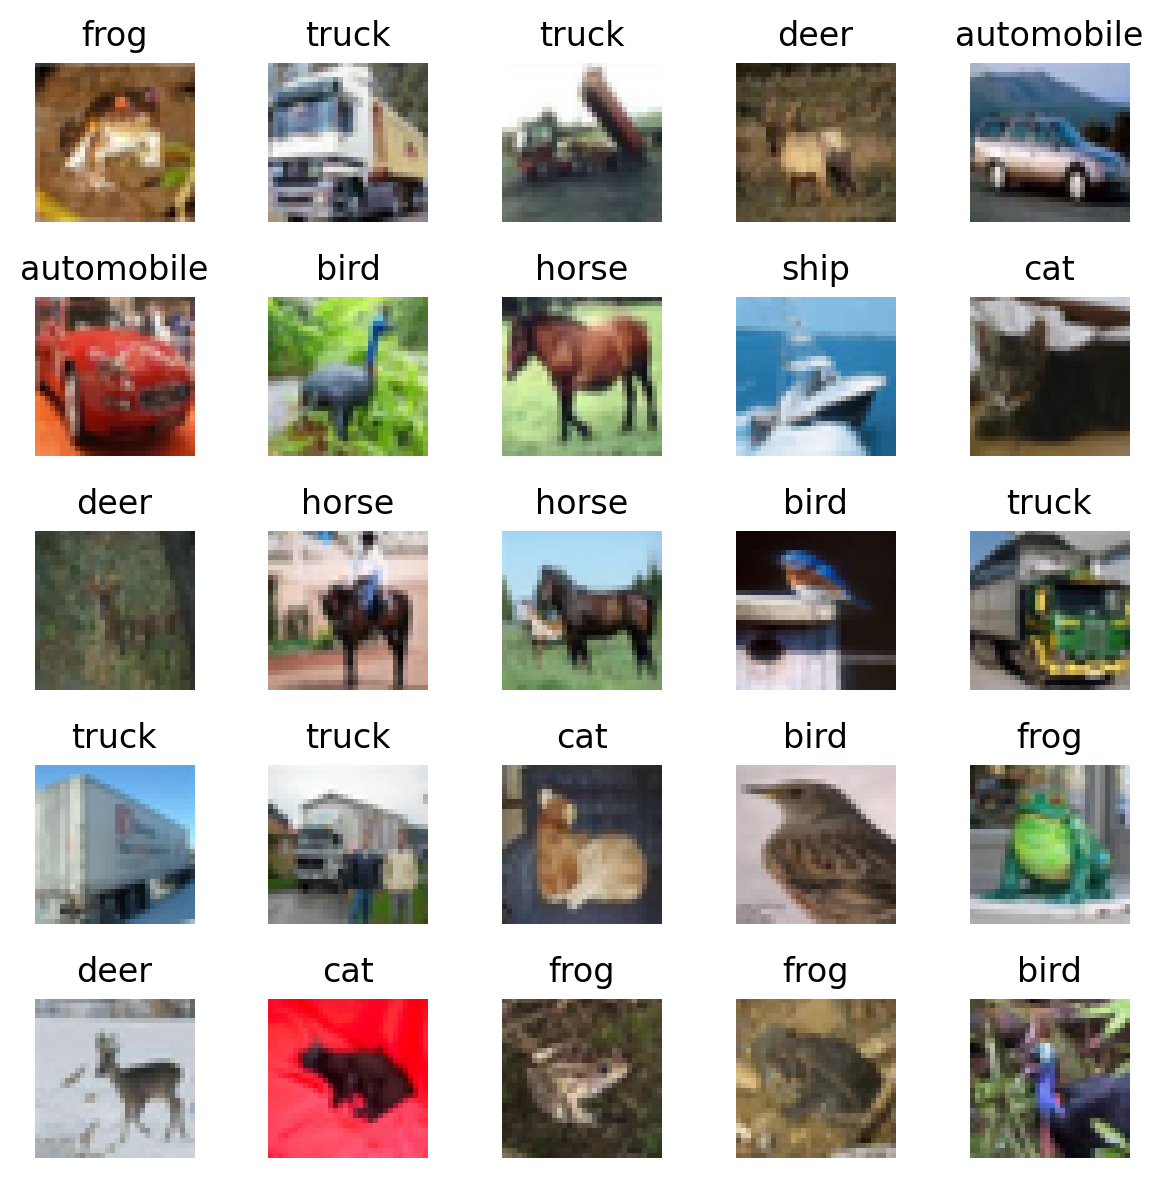 frog truck truck deer automobile
automobile bird horse ship cat
deer horse horse bird truck
truck truck cat bird frog
deer cat frog frog bird